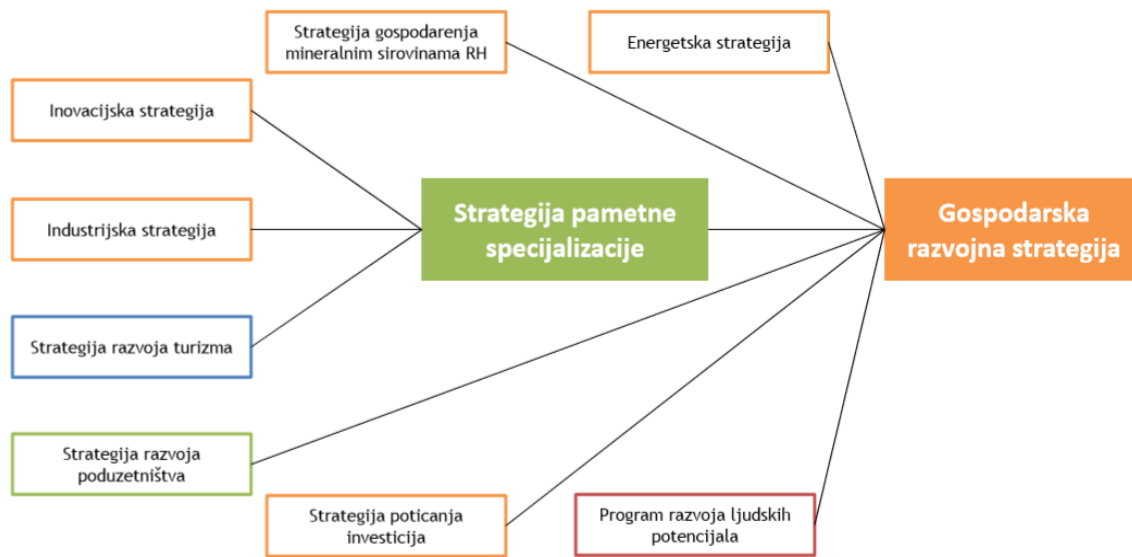 Strategija gospodarenja
mineralnim sirovinama RH
Energetska strategija
Inovacijska strategija
Industrijska strategija
Strategija pametne
specijalizacije
Gospodarska
razvojna strategija
Strategija razvoja turizma
Strategija razvoja
poduzetništva
Strategija poticanja
investicija
Program razvoja ljudskih
potencijala